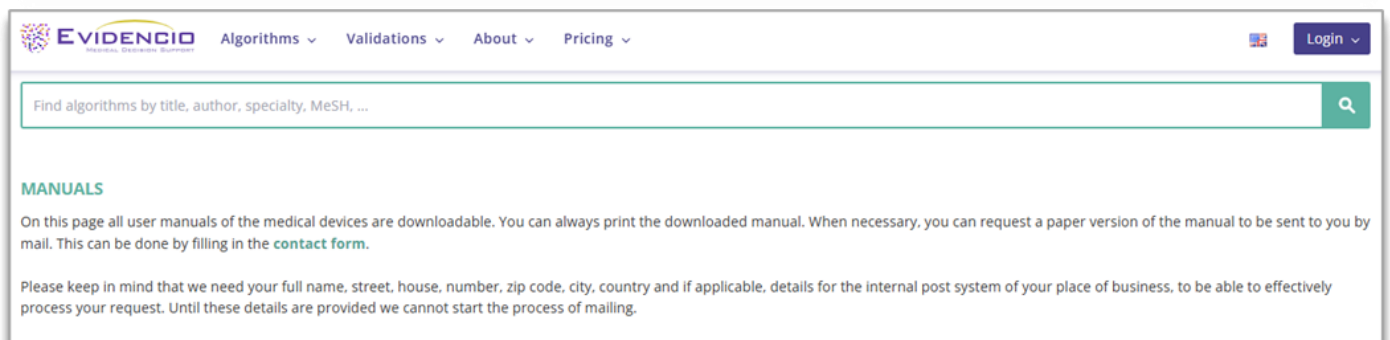 EVIDENCIO Algorithms Validations About Pricing Login
MEDICAL DECISION SUPPORT
Find algorithms by title, author, specialty, MeSH, ...
MANUALS
On this page all user manuals of the medical devices are downloadable. You can always print the downloaded manual. When necessary, you can request a paper version of the manual to be sent to you by
mail. This can be done by filling in the contact form.
Please keep in mind that we need your full name, street, house, number, zip code, city, country and if applicable, details for the internal post system of your place of business, to be able to effectively
process your request. Until these details are provided we cannot start the process of mailing.